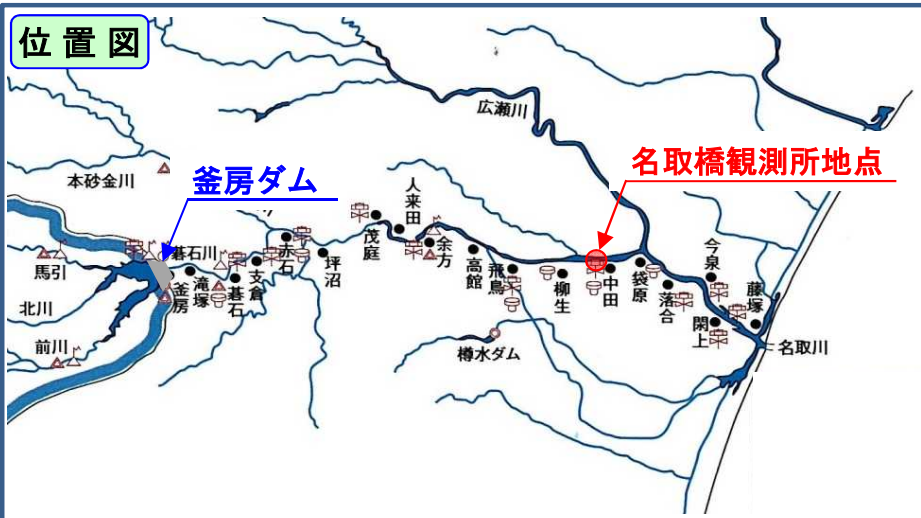 位置図
広瀬川
名取橋観測所地点
本砂金川
釜房ダム
人来田
茂庭
余方
碁石川
赤石
支倉
坪沼
馬引
釜房
滝塚
碁石
高館
飛鳥
柳生
中田
袋原
落合
今泉
藤塚
閖上
名取川
北川
前川
樽水ダム